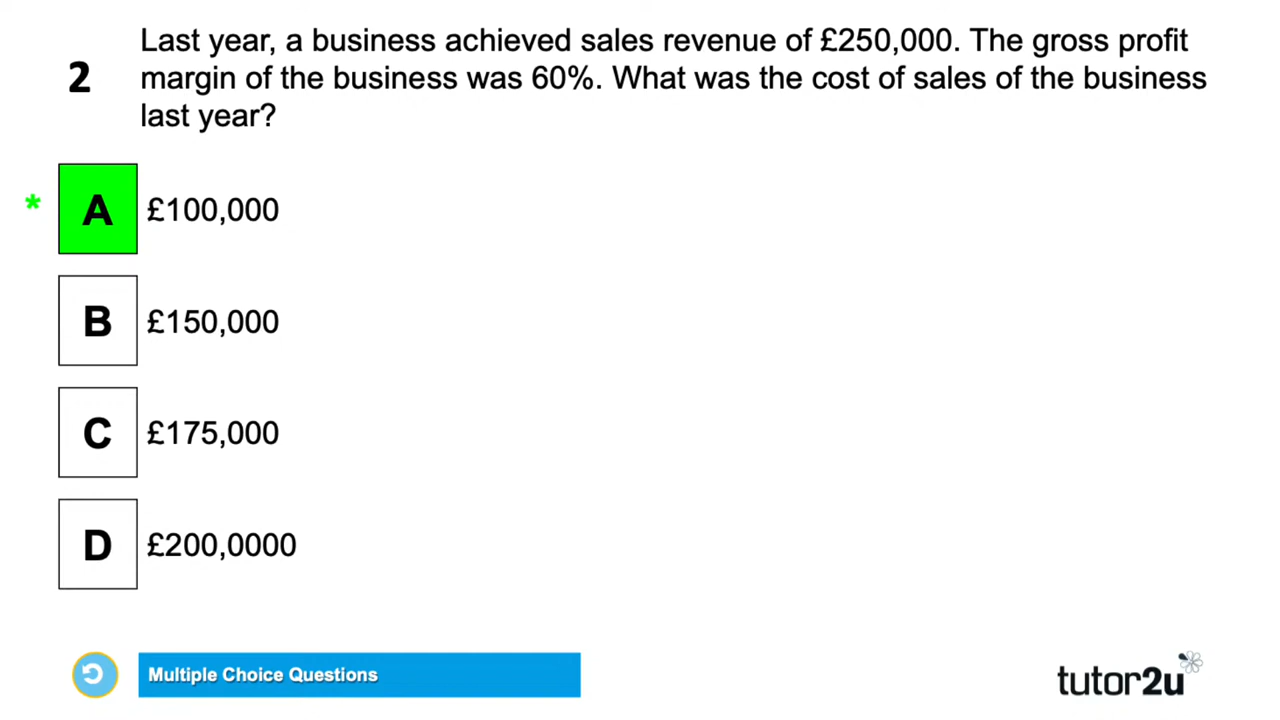 Last year, a business achieved sales revenue of £250,000. The gross profit
2 margin of the business was 60%. What was the cost of sales of the business
last year?
* A £100,000
B £150,000
C £175,000
D £200,0000
Multiple Choice Questions
tutor2u